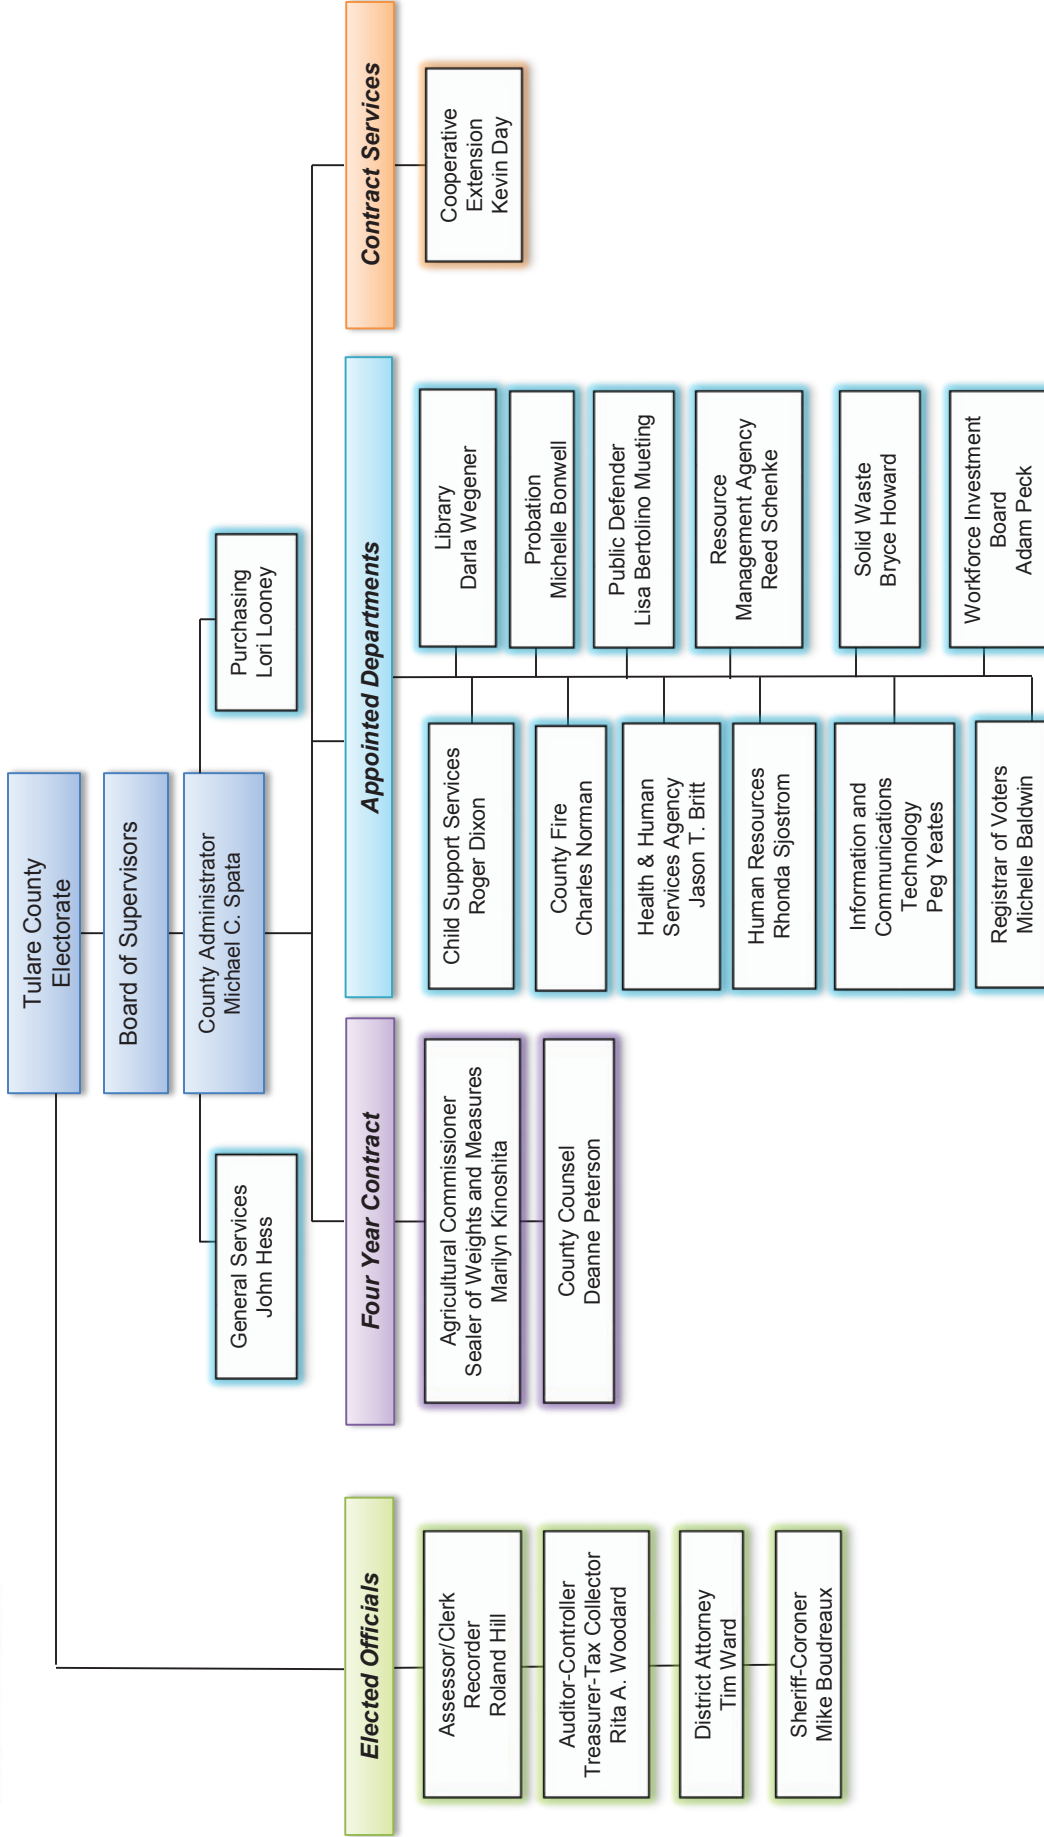 Tulare County
Electorate
Board of Supervisors
County Administrator
Michael C. Spata
General Services
John Hess
Purchasing
Lori Looney
Elected Officials
Assessor/Clerk
Recorder
Roland Hill
Auditor-Controller
Treasurer-Tax Collector
Rita A. Woodard
District Attorney
Tim Ward
Sheriff-Coroner
Mike Boudreaux
Four Year Contract
Agricultural Commissioner
Sealer of Weights and Measures
Marilyn Kinoshita
County Counsel
Deanne Peterson
Appointed Departments
Child Support Services
Roger Dixon
County Fire
Charles Norman
Health & Human
Services Agency
Jason T. Britt
Human Resources
Rhonda Sjostrom
Information and
Communications
Technology
Peg Yeates
Registrar of Voters
Michelle Baldwin
Library
Darla Wegener
Probation
Michelle Bonwell
Public Defender
Lisa Bertolino Mueting
Resource
Management Agency
Reed Schenke
Solid Waste
Bryce Howard
Workforce Investment
Board
Adam Peck
Contract Services
Cooperative
Extension
Kevin Day